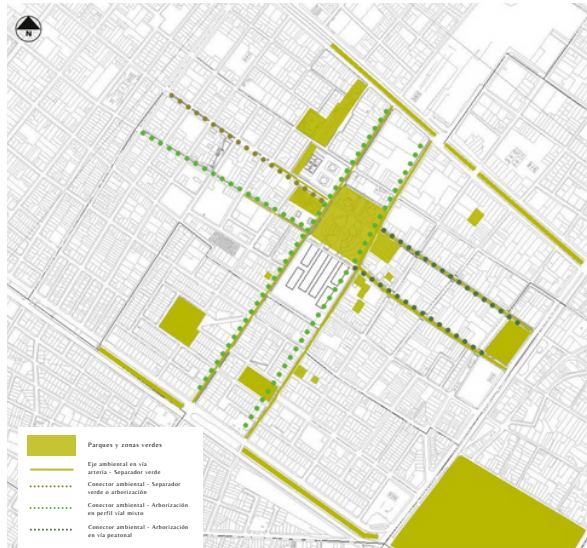 N
Parques y zonas verdes
Eje ambiental en vía
arteria - Separador verde
Conector ambiental - Separador
verde o arborización
Conector ambiental - Arborización
en perfil vial mixto
Conector ambiental - Arborización
en vía peatonal